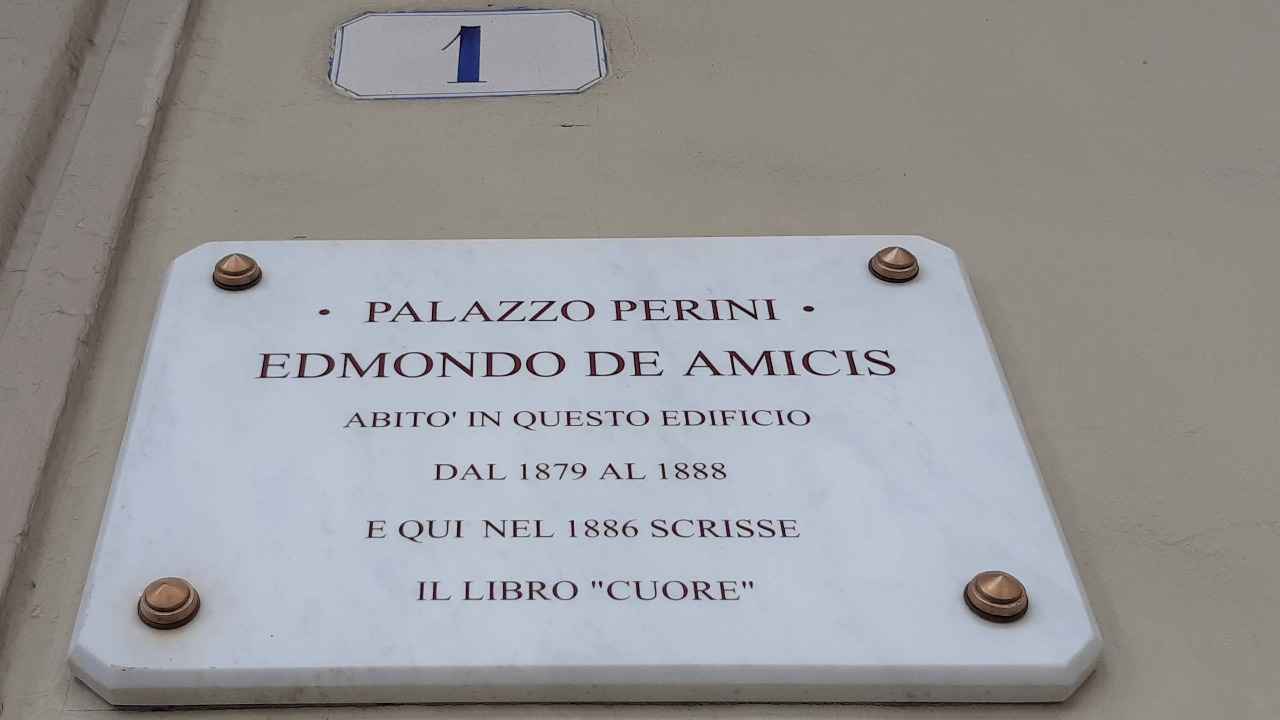 1
• PALAZZO PERINI •
EDMONDO DE AMICIS
ABITO' IN QUESTO EDIFICIO
DAL 1879 AL 1888
E QUI NEL 1886 SCRISSE
IL LIBRO "CUORE"